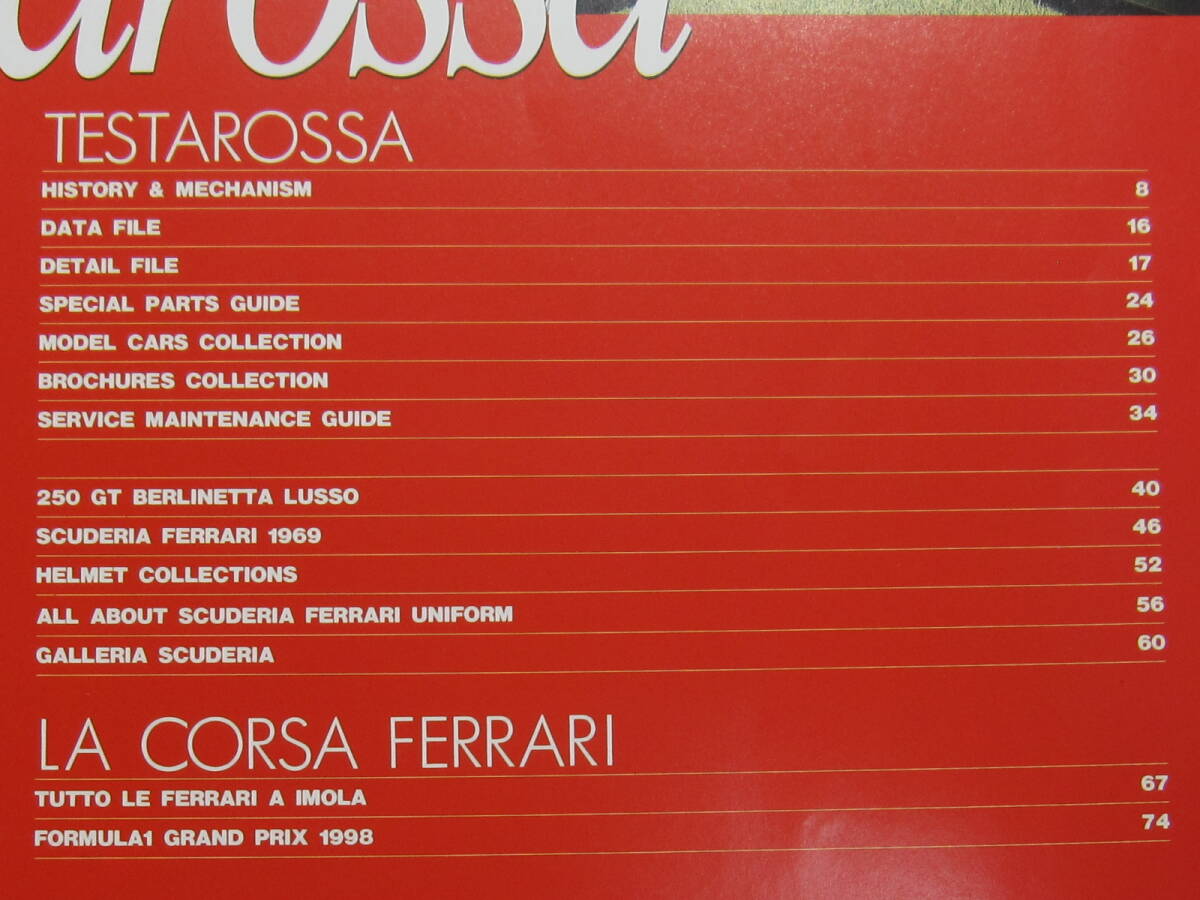 arossa
TESTAROSSA
HISTORY & MECHANISM 8
DATA FILE 16
DETAIL FILE 17
SPECIAL PARTS GUIDE 24
MODEL CARS COLLECTION 26
BROCHURES COLLECTION 30
SERVICE MAINTENANCE GUIDE 34
250 GT BERLINETTA LUSSO 40
SCUDERIA FERRARI 1969 46
HELMET COLLECTIONS 52
ALL ABOUT SCUDERIA FERRARI UNIFORM 56
GALLERIA SCUDERIA 60
LA CORSA FERRARI
TUTTO LE FERRARI A IMOLA 67
FORMULA1 GRAND PRIX 1998 74